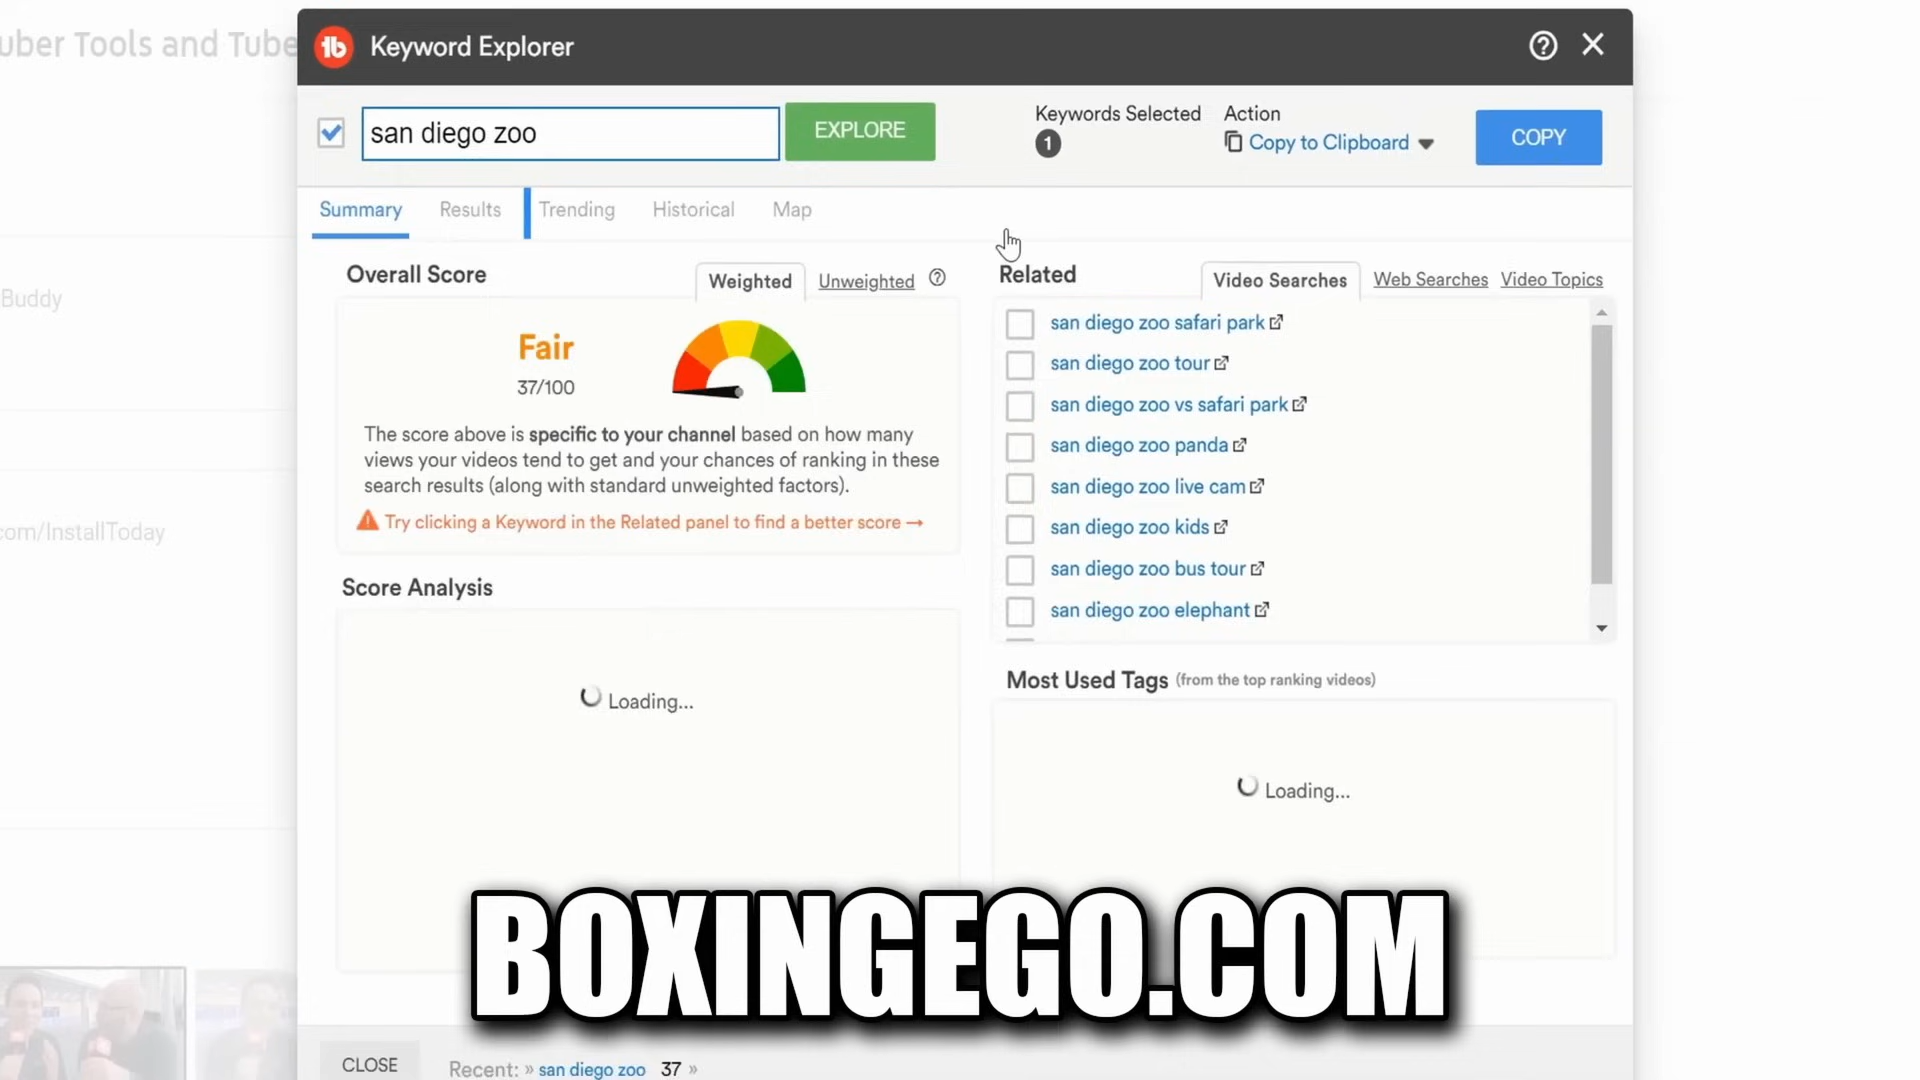 uber Tools and Tube
Keyword Explorer
san diego zoo
EXPLORE
Keywords Selected
1
Action
Copy to Clipboard
COPY
Summary
Results
Trending
Historical
Map
Buddy
com/InstallToday
Overall Score
Weighted
Unweighted
Fair
37/100
The score above is specific to your channel based on how many
views your videos tend to get and your chances of ranking in these
search results (along with standard unweighted factors).
Try clicking a Keyword in the Related panel to find a better score →
Score Analysis
Loading...
Related
Video Searches
Web Searches
Video Topics
san diego zoo safari park
san diego zoo tour
san diego zoo vs safari park
san diego zoo panda
san diego zoo live cam
san diego zoo kids
san diego zoo bus tour
san diego zoo elephant
Most Used Tags (from the top ranking videos)
Loading...
BOXINGEGO.COM
CLOSE
Recent: » san diego zoo 37 »